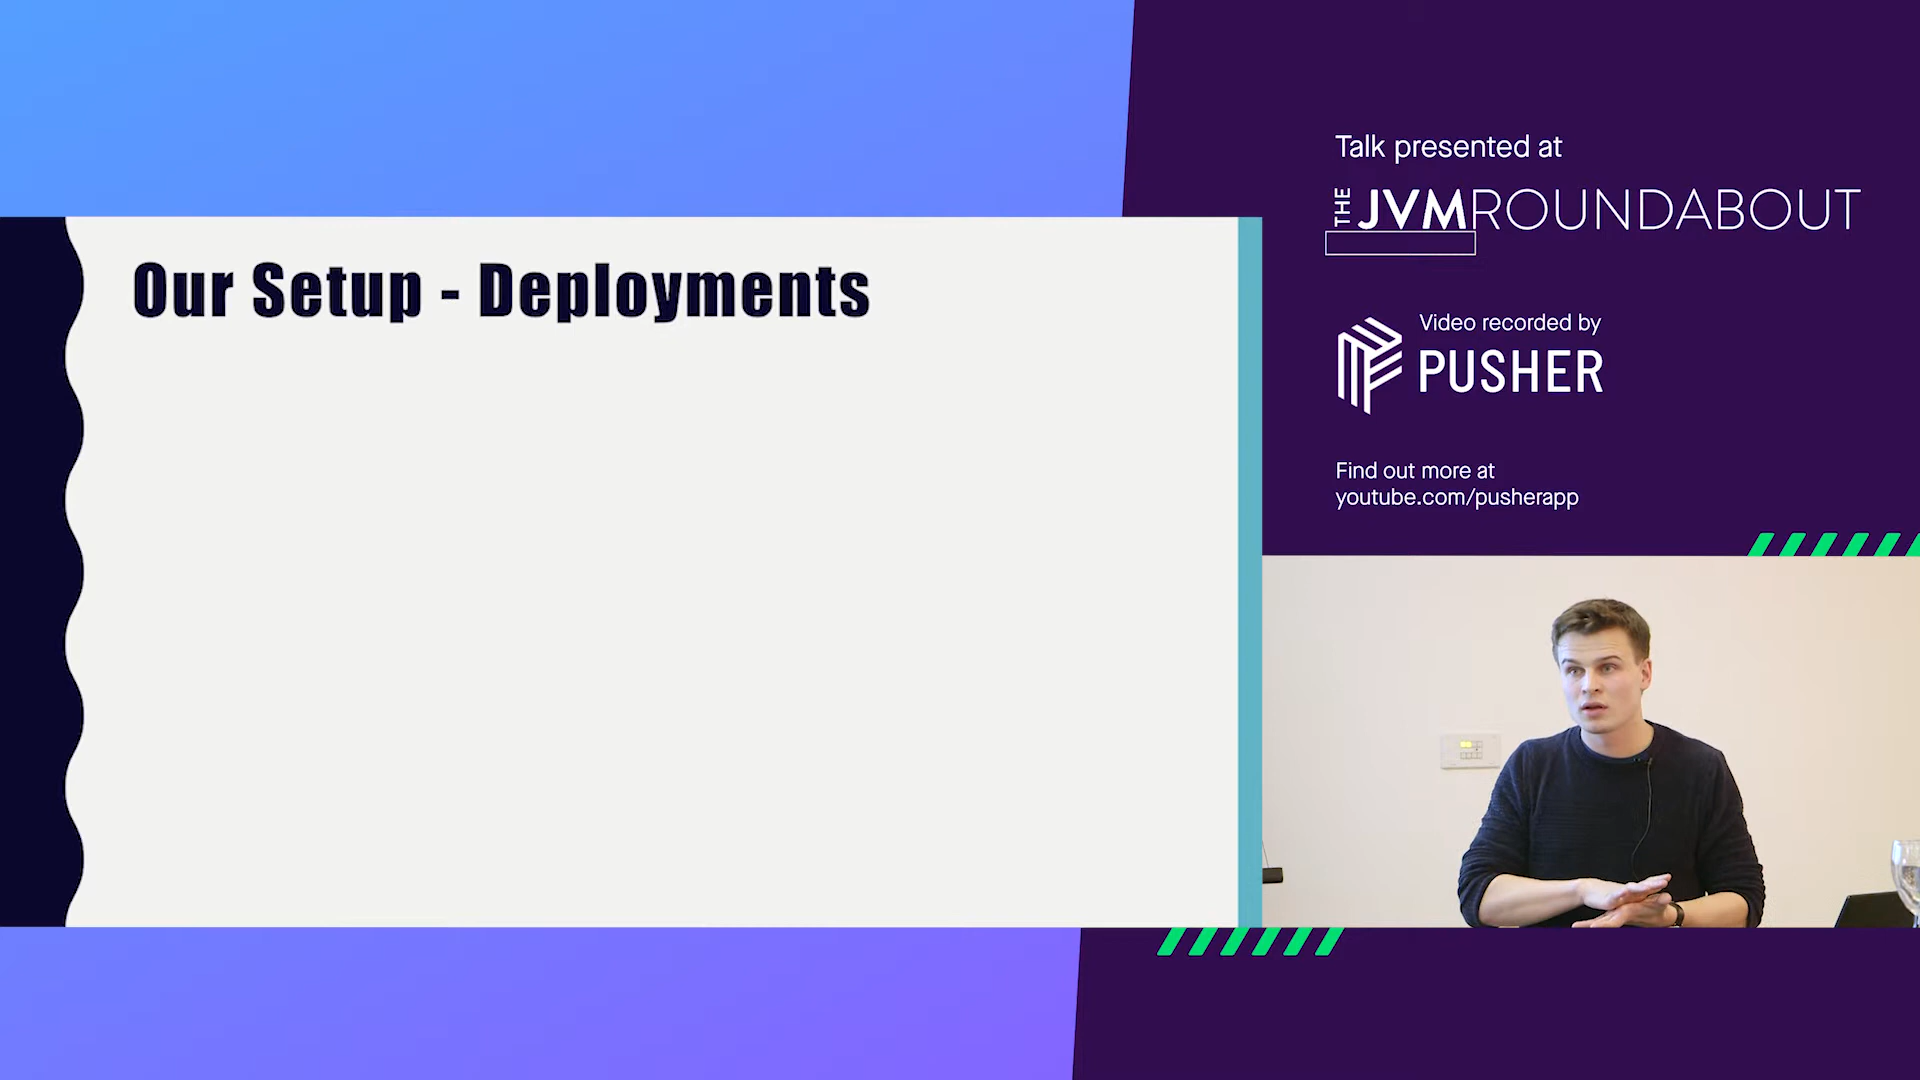 Our Setup - Deployments
Talk presented at
THE JVMROUNDABOUT
Video recorded by
PUSHER
Find out more at
youtube.com/pusherapp